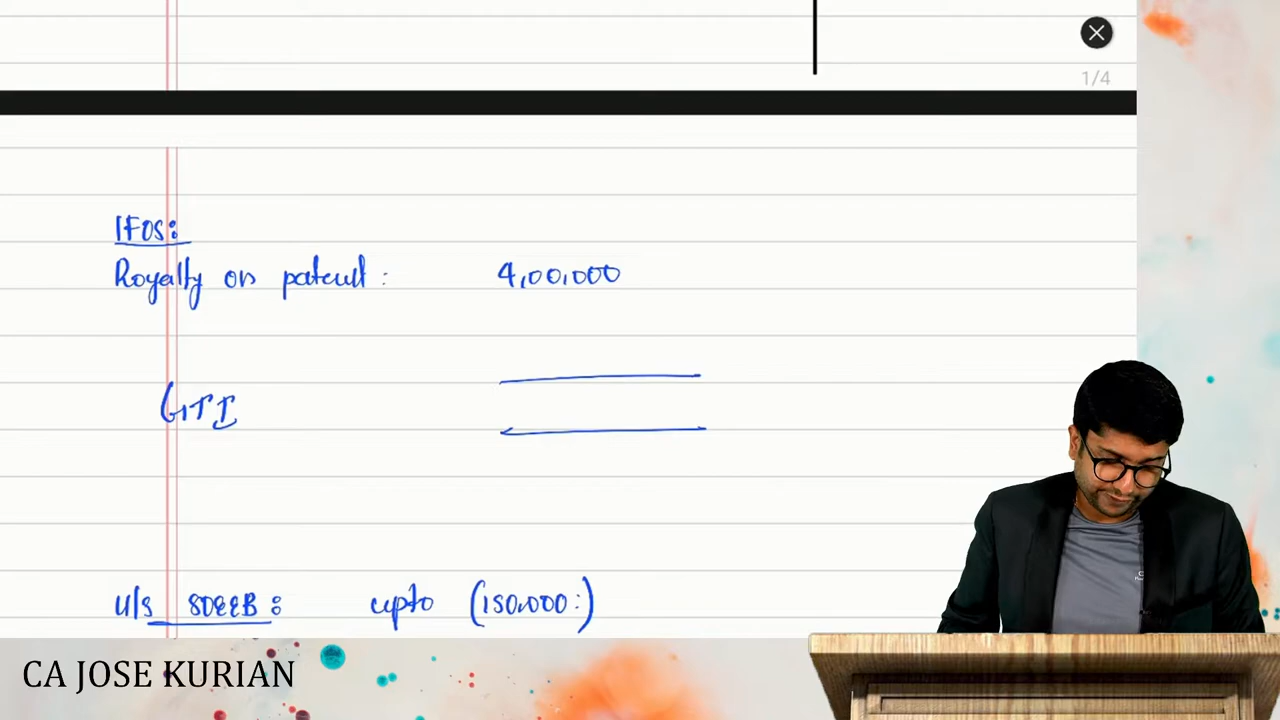 1/4
IFOS:
Royalty on patent : 4,00,000
GTI
u/s 80EEB : upto (150,000:)
CA JOSE KURIAN